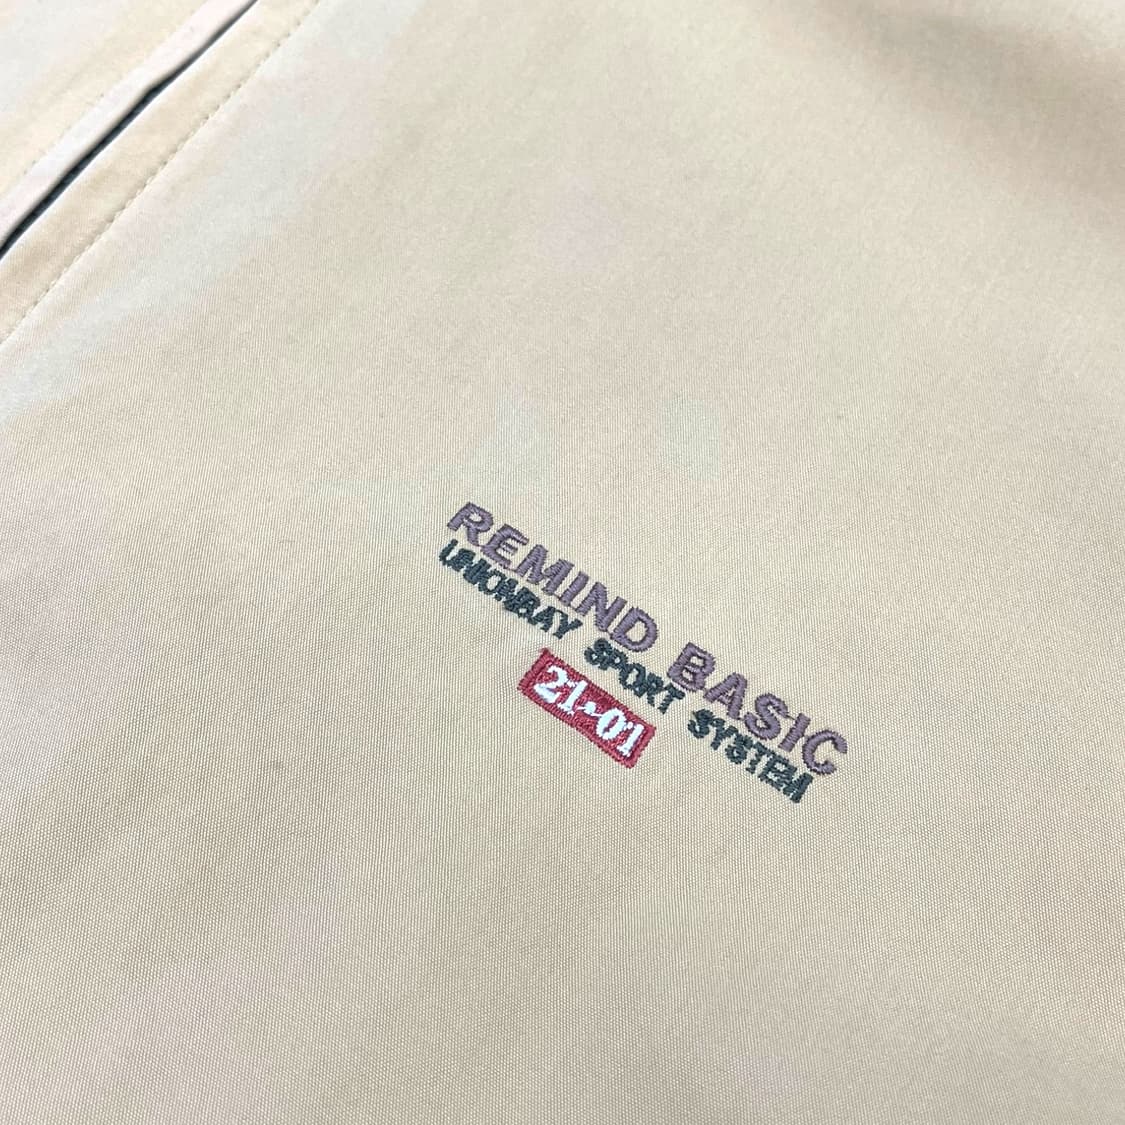 REMIND BASIC
UNIONBAY SPORT SYSTEM
21~01